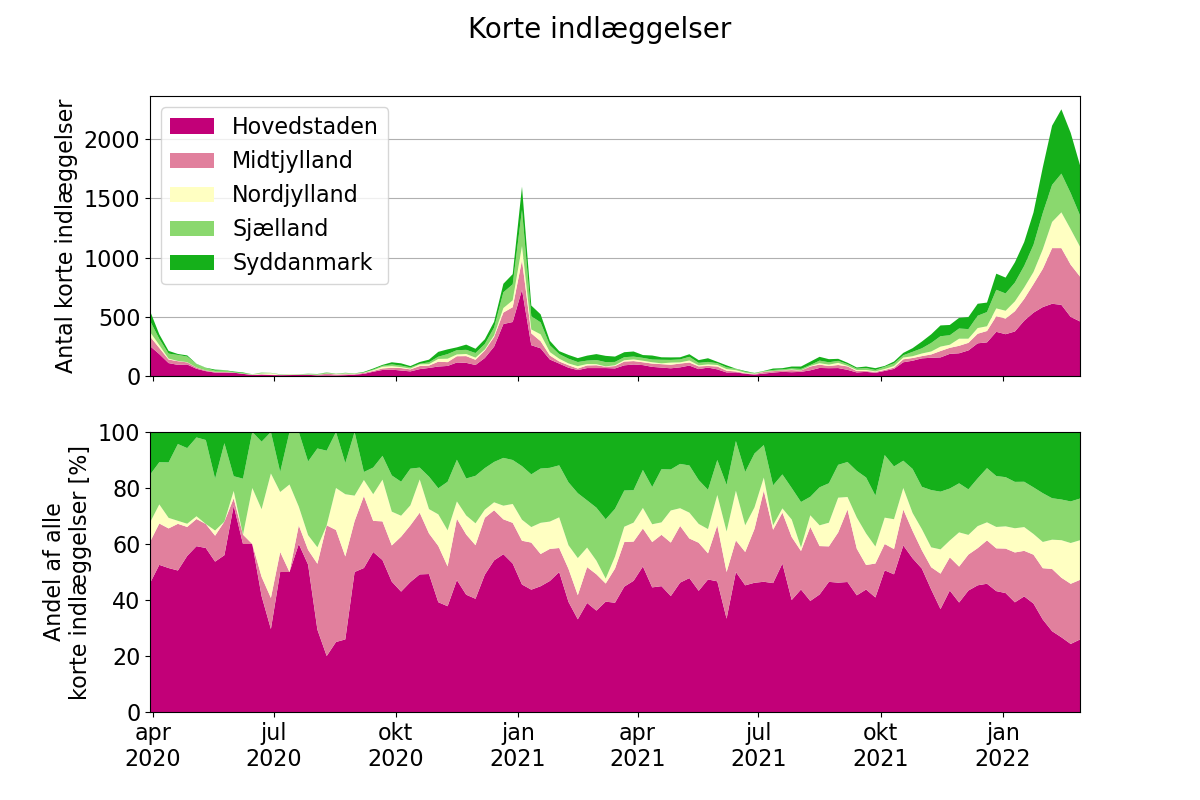 Korte indlæggelser
Antal korte indlæggelser
2000
1500
1000
500
0
Hovedstaden
Midtjylland
Nordjylland
Sjælland
Syddanmark
Andel af alle
korte indlæggelser [%]
100
80
60
40
20
0
apr
2020
jul
2020
okt
2020
jan
2021
apr
2021
jul
2021
okt
2021
jan
2022